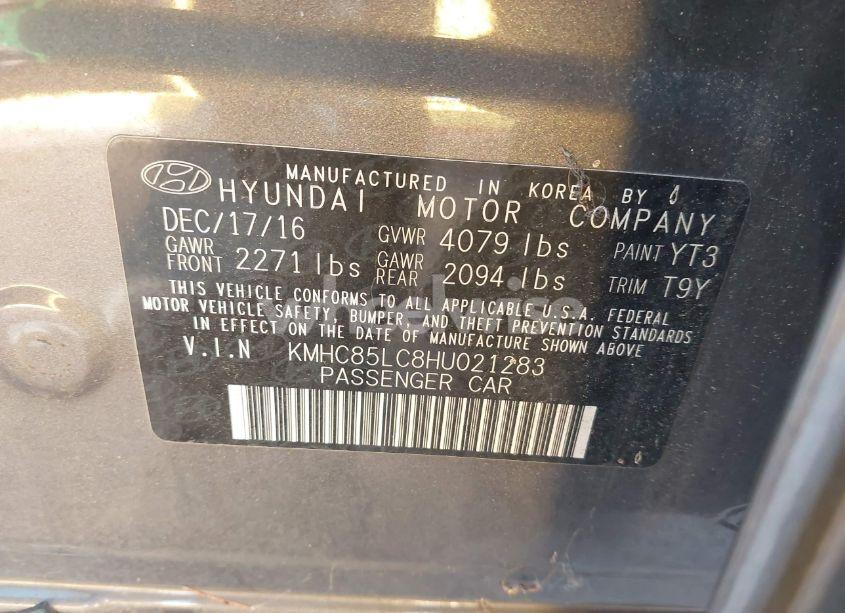 MANUFACTURED IN KOREA BY
HYUNDAI MOTOR COMPANY
DEC/17/16 GVWR 4079 lbs PAINT YT3
GAWR FRONT 2271 lbs GAWR REAR 2094 lbs TRIM T9Y
THIS VEHICLE CONFORMS TO ALL APPLICABLE U.S.A. FEDERAL
MOTOR VEHICLE SAFETY, BUMPER, AND THEFT PREVENTION STANDARDS
IN EFFECT ON THE DATE OF MANUFACTURE SHOWN ABOVE
V.I.N KMHC85LC8HU021283
PASSENGER CAR